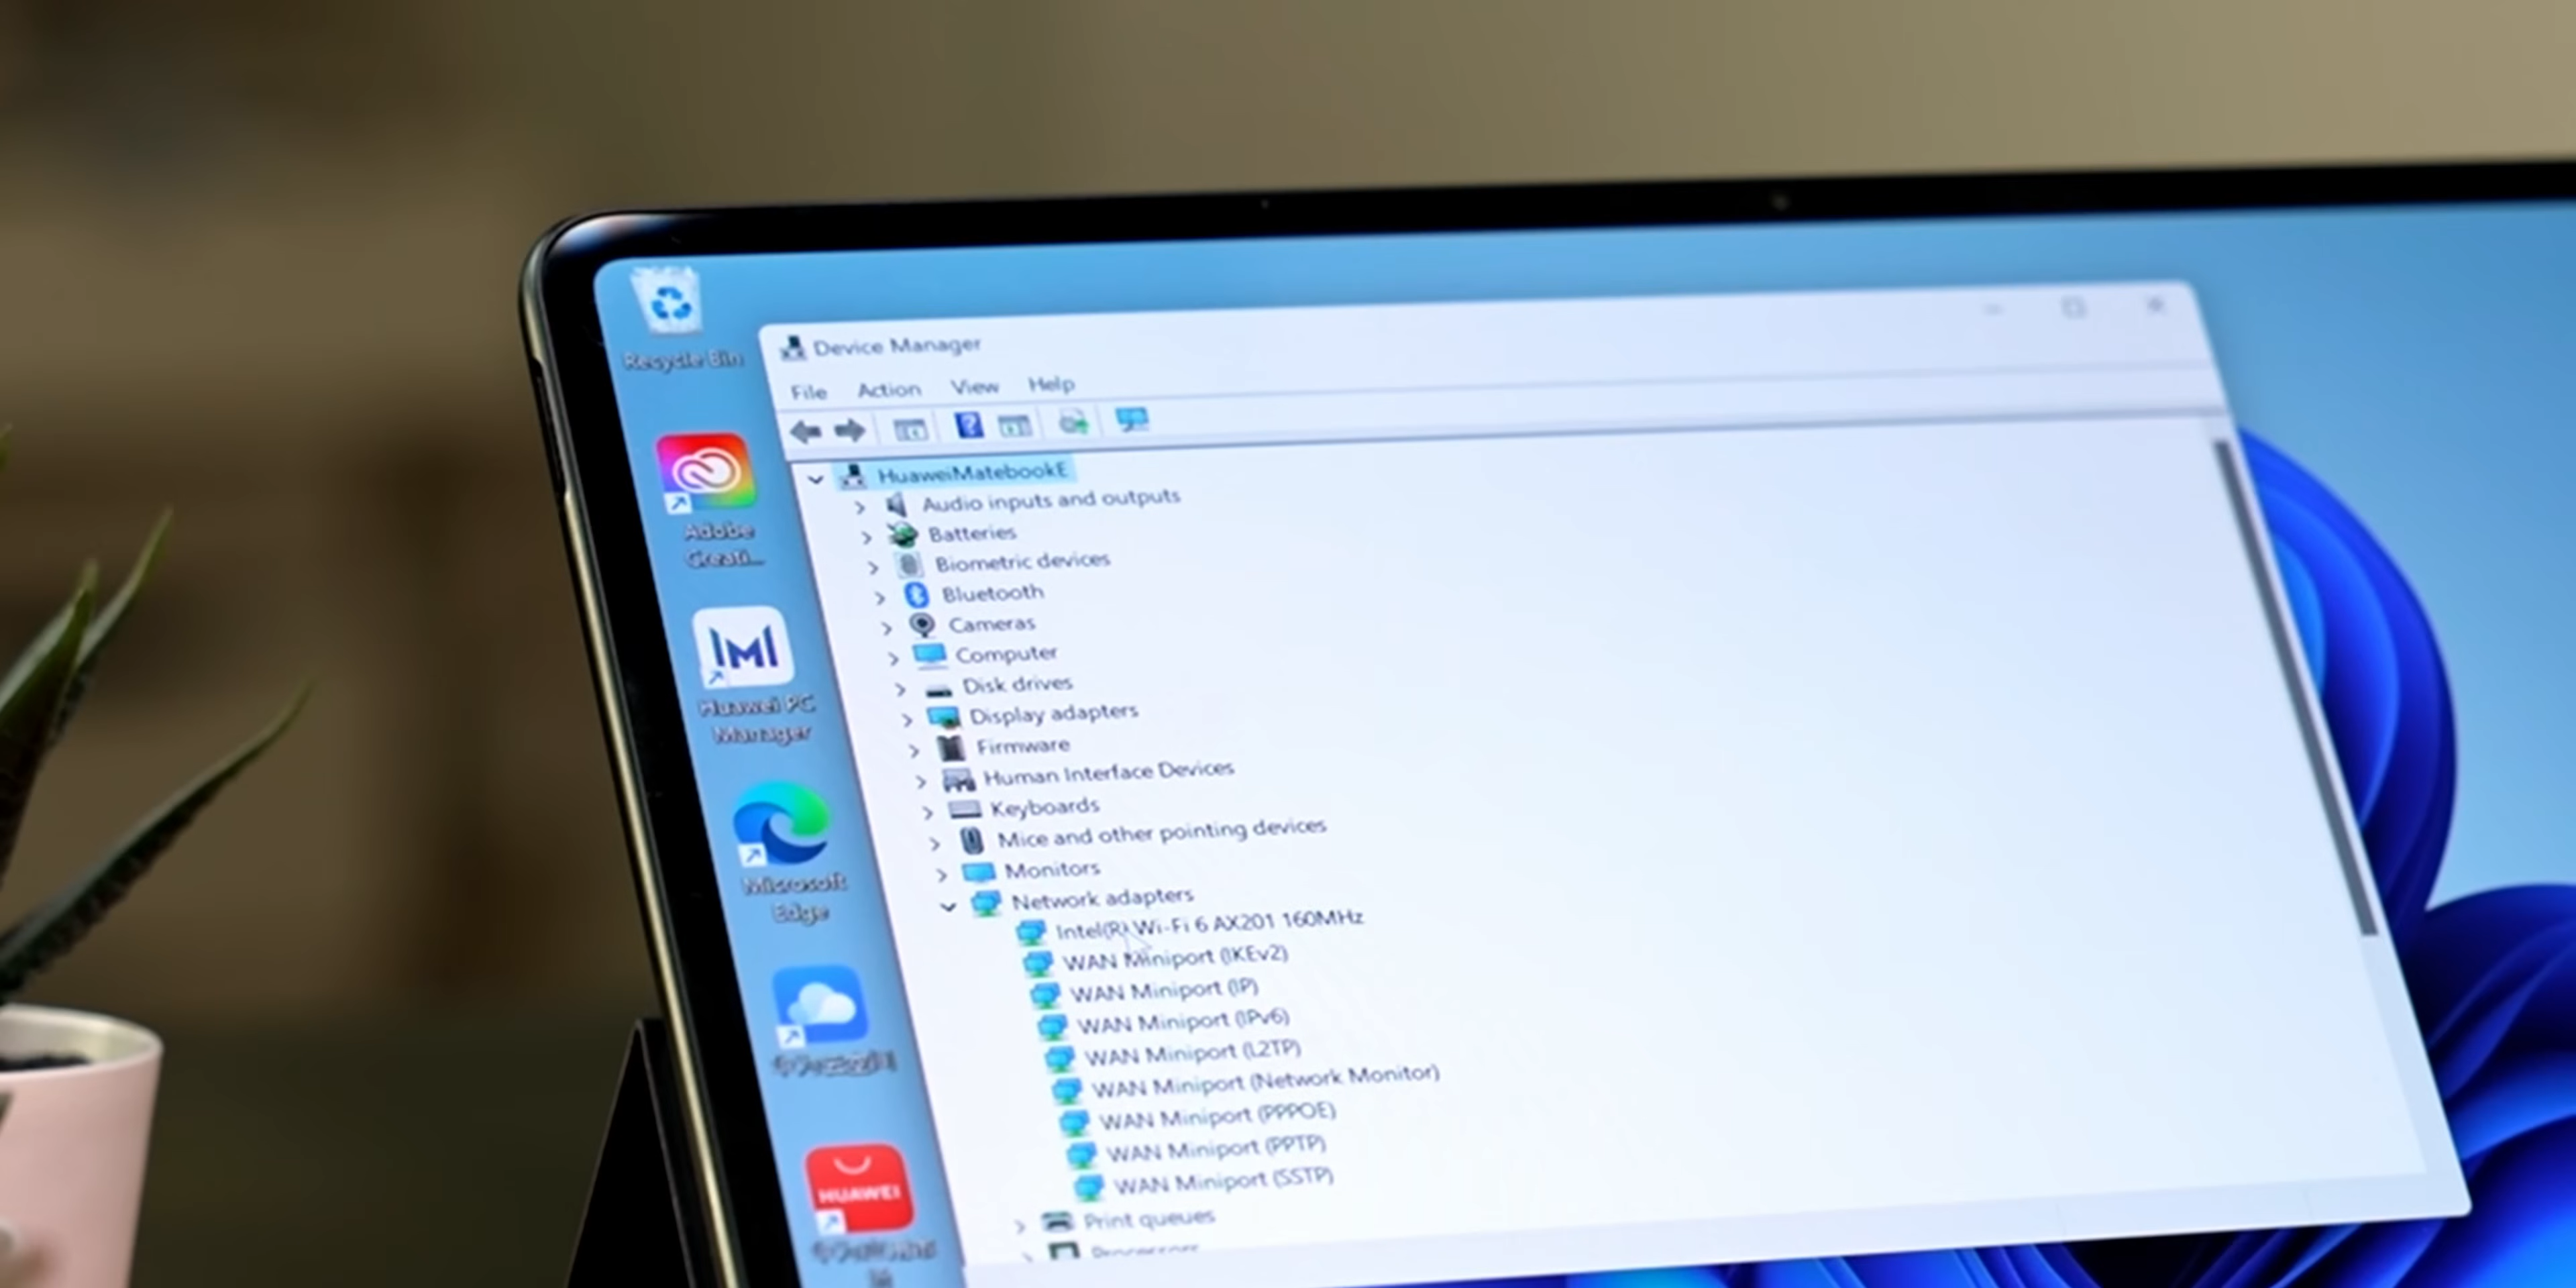 Recycle Bin
Adobe
Creati...
Huawei PC
Manager
Microsoft
Edge
HUAWEI
Device Manager
File Action View Help
HuaweiMatebookE
Audio inputs and outputs
Batteries
Biometric devices
Bluetooth
Cameras
Computer
Disk drives
Display adapters
Firmware
Human Interface Devices
Keyboards
Mice and other pointing devices
Monitors
Network adapters
Intel(R) Wi-Fi 6 AX201 160MHz
WAN Miniport (IKEv2)
WAN Miniport (IP)
WAN Miniport (IPv6)
WAN Miniport (L2TP)
WAN Miniport (Network Monitor)
WAN Miniport (PPPOE)
WAN Miniport (PPTP)
WAN Miniport (SSTP)
Print queues
Processors